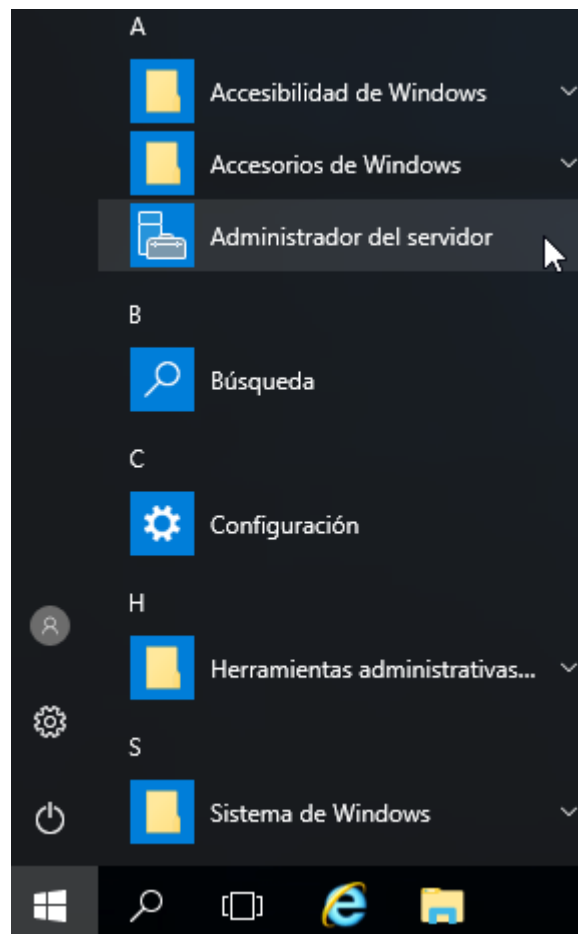 A
Accesibilidad de Windows
Accesorios de Windows
Administrador del servidor
B
Búsqueda
C
Configuración
H
Herramientas administrativas...
S
Sistema de Windows